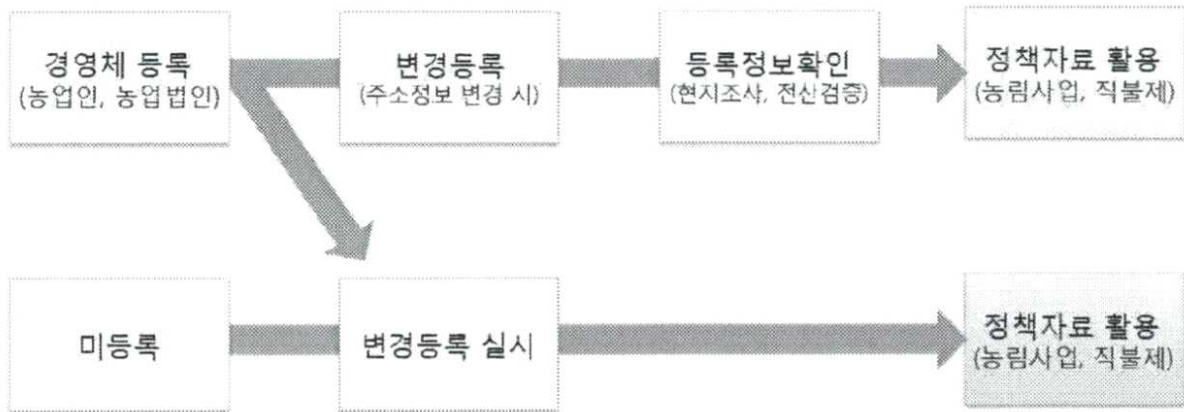 경영체 등록
(농업인, 농업법인)
변경등록
(주소정보 변경 시)
등록정보확인
(현지조사, 전산검증)
정책자료 활용
(농림사업, 직불제)
미등록
변경등록 실시
정책자료 활용
(농림사업, 직불제)